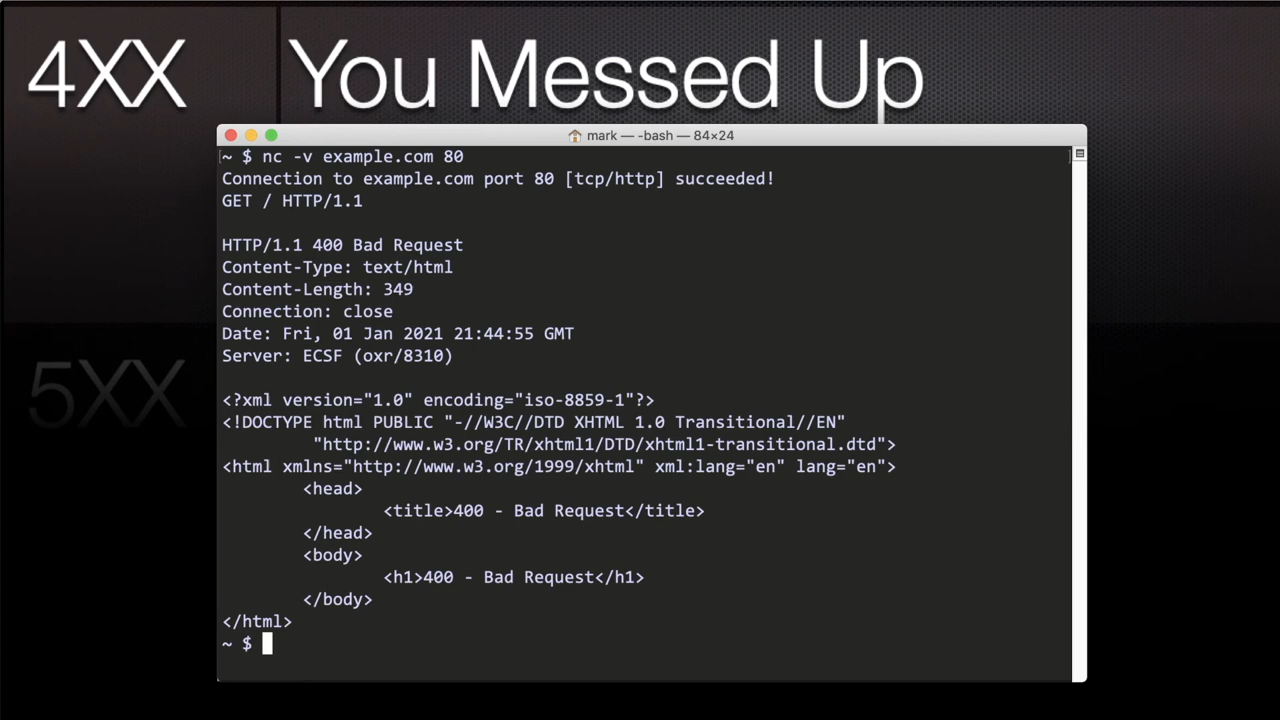 4XX You Messed Up
mark — -bash — 84×24
~ $ nc -v example.com 80
Connection to example.com port 80 [tcp/http] succeeded!
GET / HTTP/1.1
HTTP/1.1 400 Bad Request
Content-Type: text/html
Content-Length: 349
Connection: close
Date: Fri, 01 Jan 2021 21:44:55 GMT
Server: ECSF (oxr/8310)
<?xml version="1.0" encoding="iso-8859-1"?>
<!DOCTYPE html PUBLIC "-//W3C//DTD XHTML 1.0 Transitional//EN"
"http://www.w3.org/TR/xhtml1/DTD/xhtml1-transitional.dtd">
<html xmlns="http://www.w3.org/1999/xhtml" xml:lang="en" lang="en">
<head>
<title>400 - Bad Request</title>
</head>
<body>
<h1>400 - Bad Request</h1>
</body>
</html>
~ $
5XX